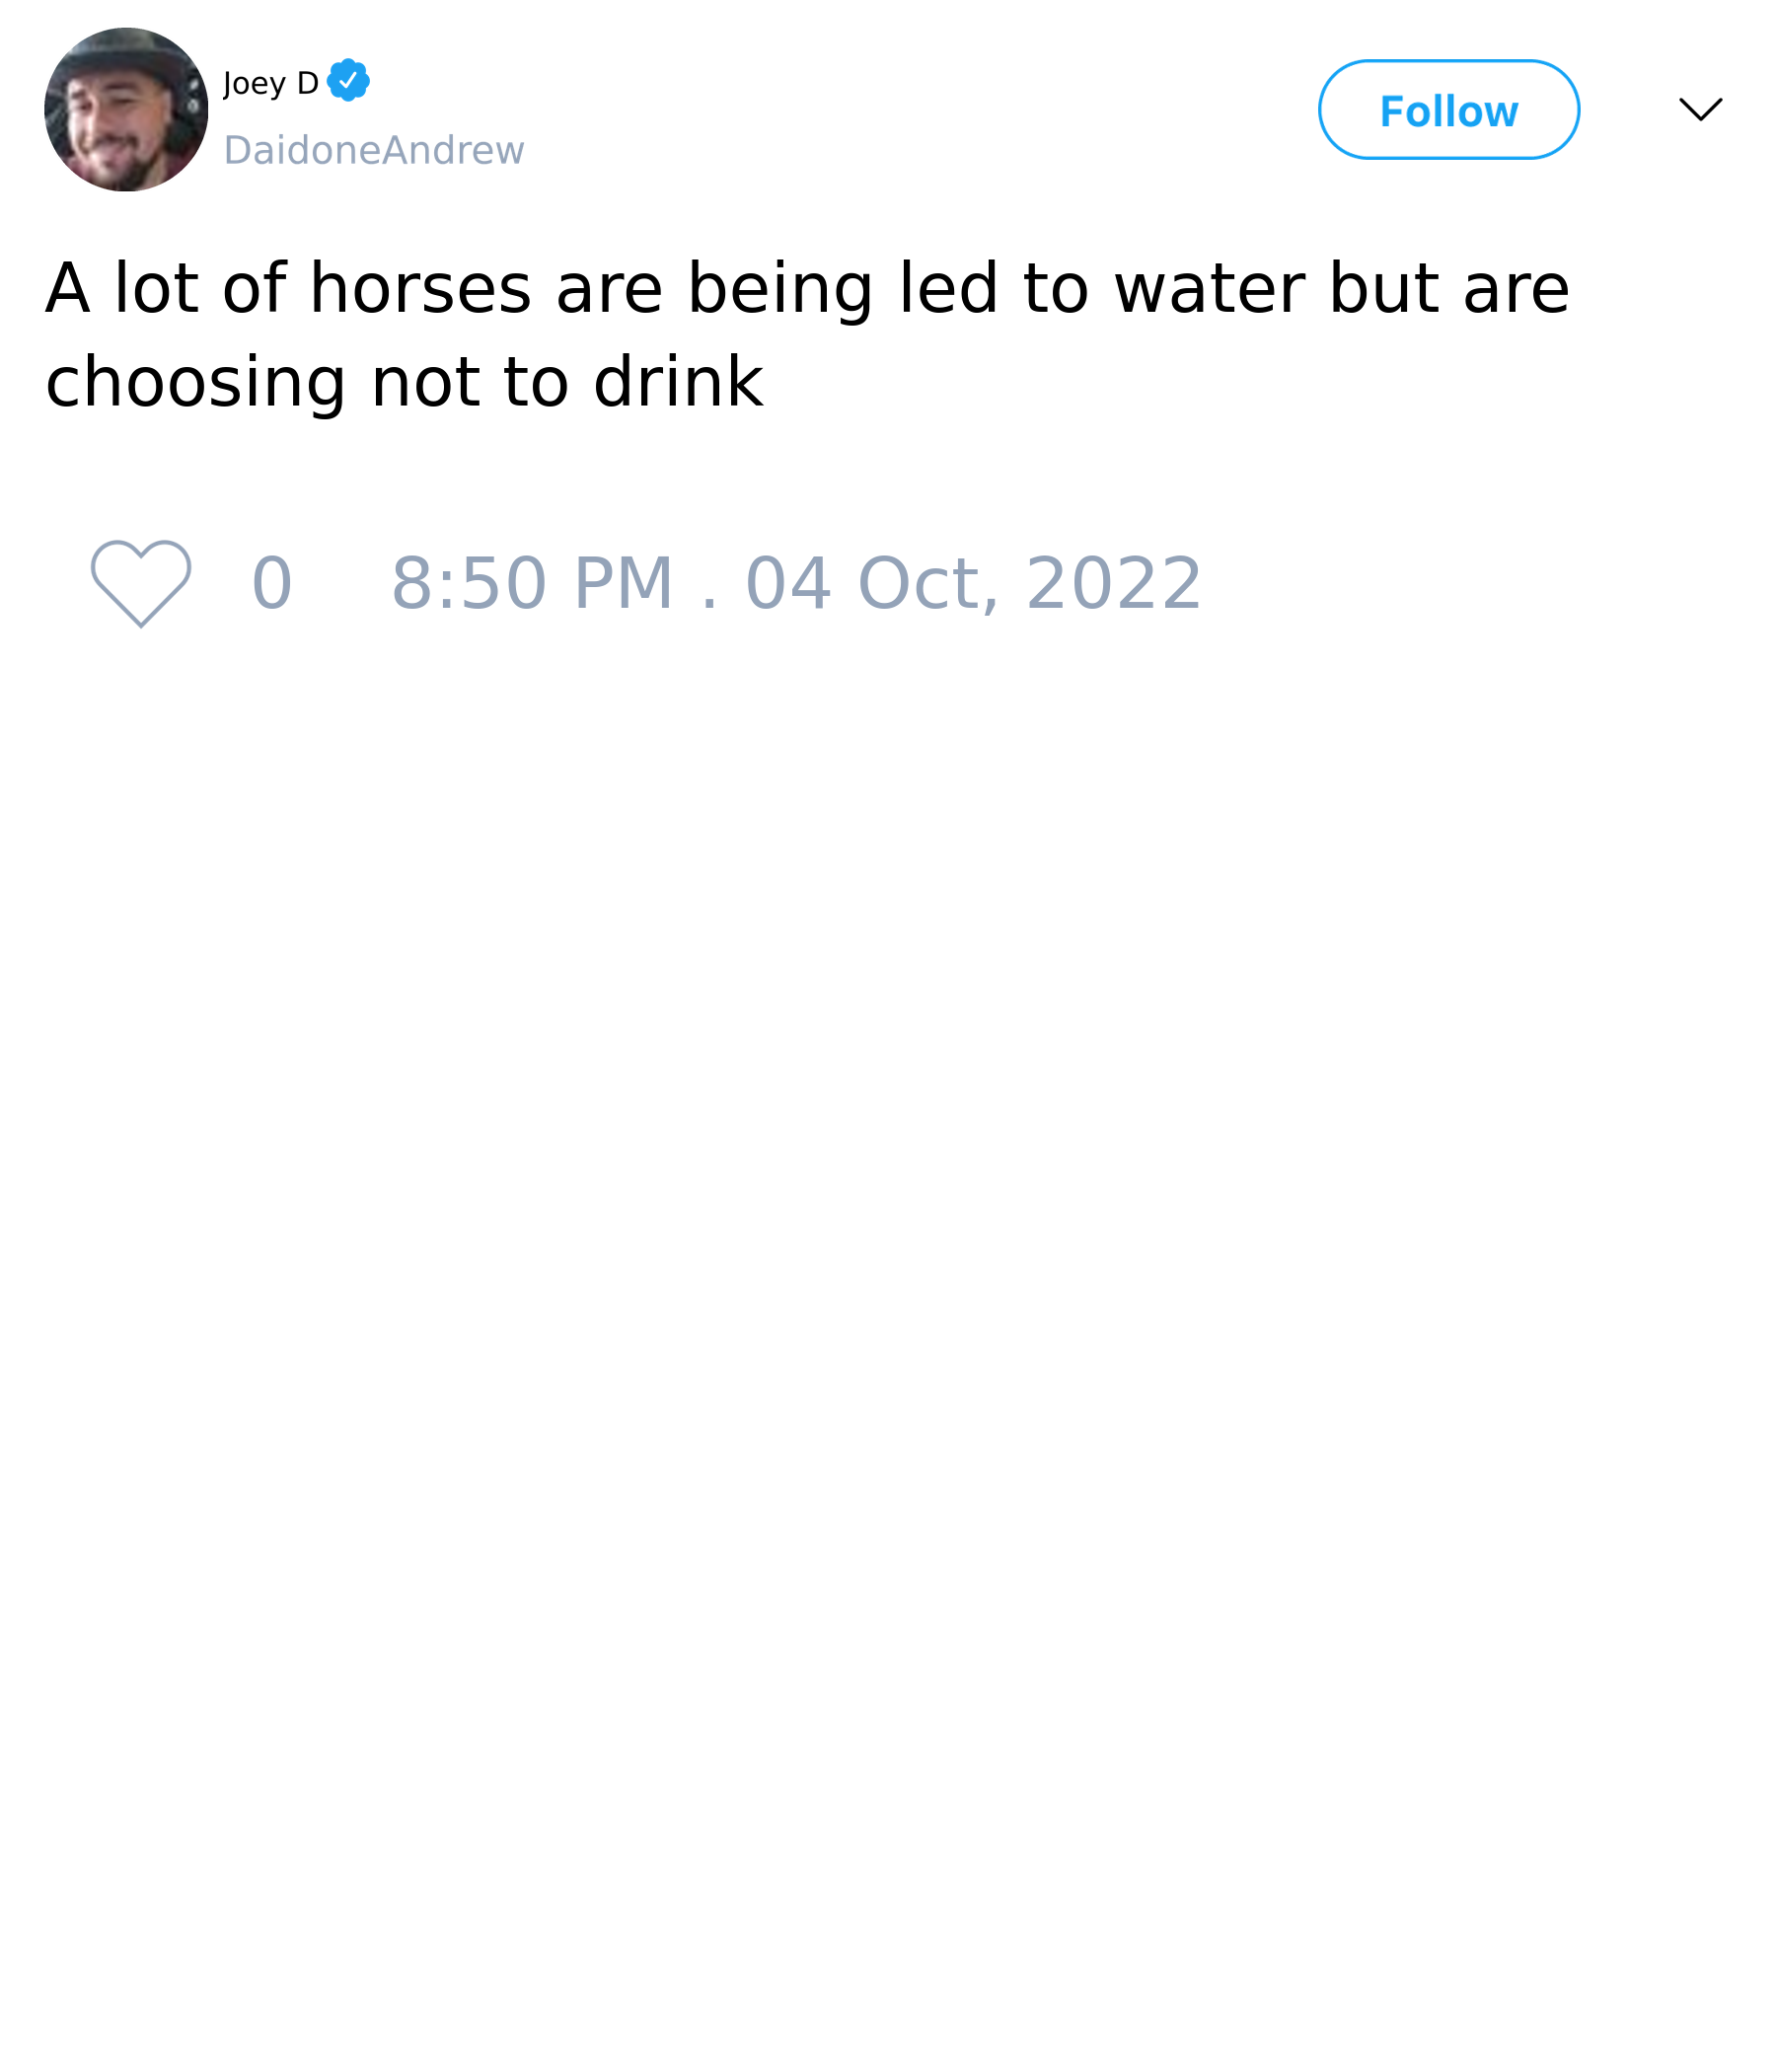 Joey D
DaidoneAndrew
Follow
A lot of horses are being led to water but are
choosing not to drink
0 8:50 PM . 04 Oct, 2022